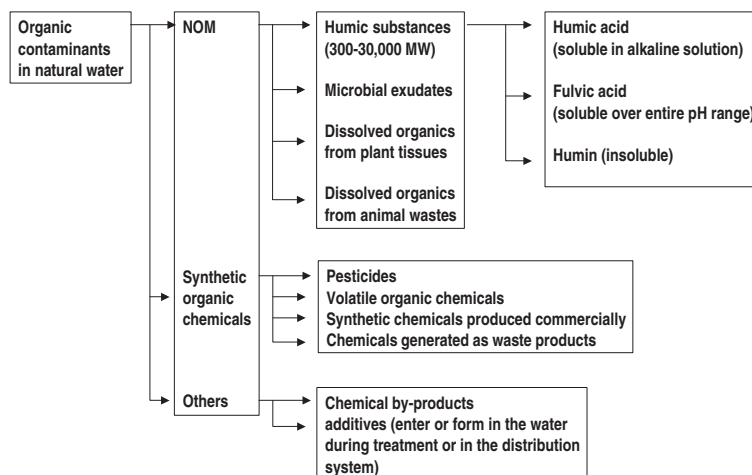 Organic
contaminants
in natural water
NOM
Humic substances
(300-30,000 MW)
Microbial exudates
Dissolved organics
from plant tissues
Dissolved organics
from animal wastes
Humic acid
(soluble in alkaline solution)
Fulvic acid
(soluble over entire pH range)
Humin (insoluble)
Synthetic
organic
chemicals
Pesticides
Volatile organic chemicals
Synthetic chemicals produced commercially
Chemicals generated as waste products
Others
Chemical by-products
additives (enter or form in the water
during treatment or in the distribution
system)